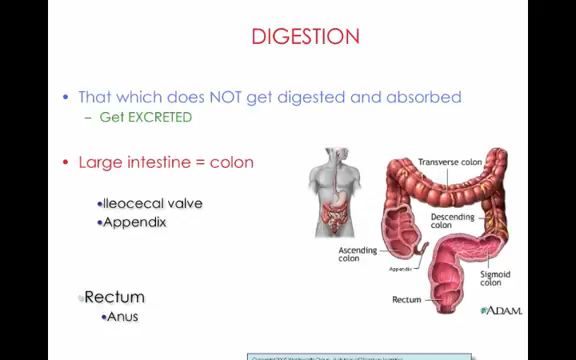 DIGESTION
• That which does NOT get digested and absorbed
– Get EXCRETED
• Large intestine = colon
•Ileocecal valve
•Appendix
Rectum
•Anus
Transverse colon
Descending
colon
Ascending
colon
Appendix
Sigmoid
colon
Rectum
ADAM.